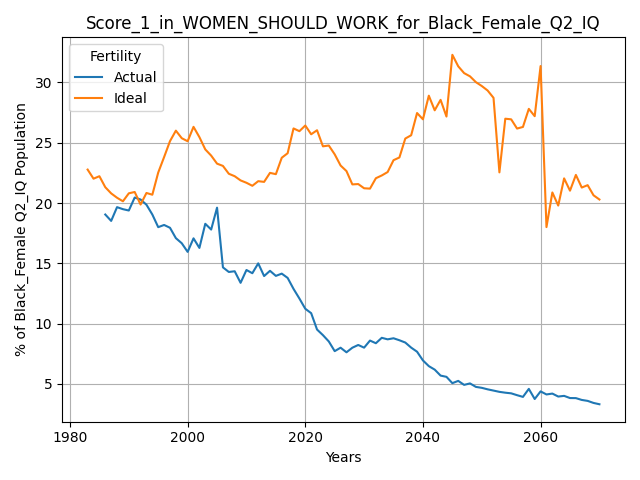 Score_1_in_WOMEN_SHOULD_WORK_for_Black_Female_Q2_IQ
Fertility
Actual
Ideal
% of Black_Female Q2_IQ Population
30
25
20
15
10
5
1980
2000
2020
2040
2060
Years